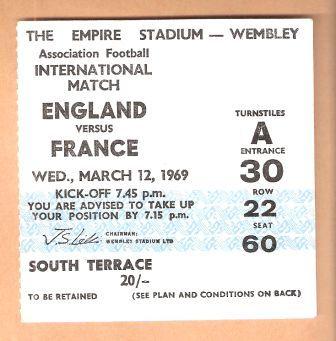 THE EMPIRE STADIUM — WEMBLEY
Association Football
INTERNATIONAL
MATCH
ENGLAND
VERSUS
FRANCE
WED., MARCH 12, 1969
KICK-OFF 7.45 p.m.
YOU ARE ADVISED TO TAKE UP
YOUR POSITION BY 7.15 p.m.
CHAIRMAN:
WEMBLEY STADIUM LTD
SOUTH TERRACE
20/-
TO BE RETAINED
TURNSTILES
A
ENTRANCE
30
ROW
22
SEAT
60
(SEE PLAN AND CONDITIONS ON BACK)